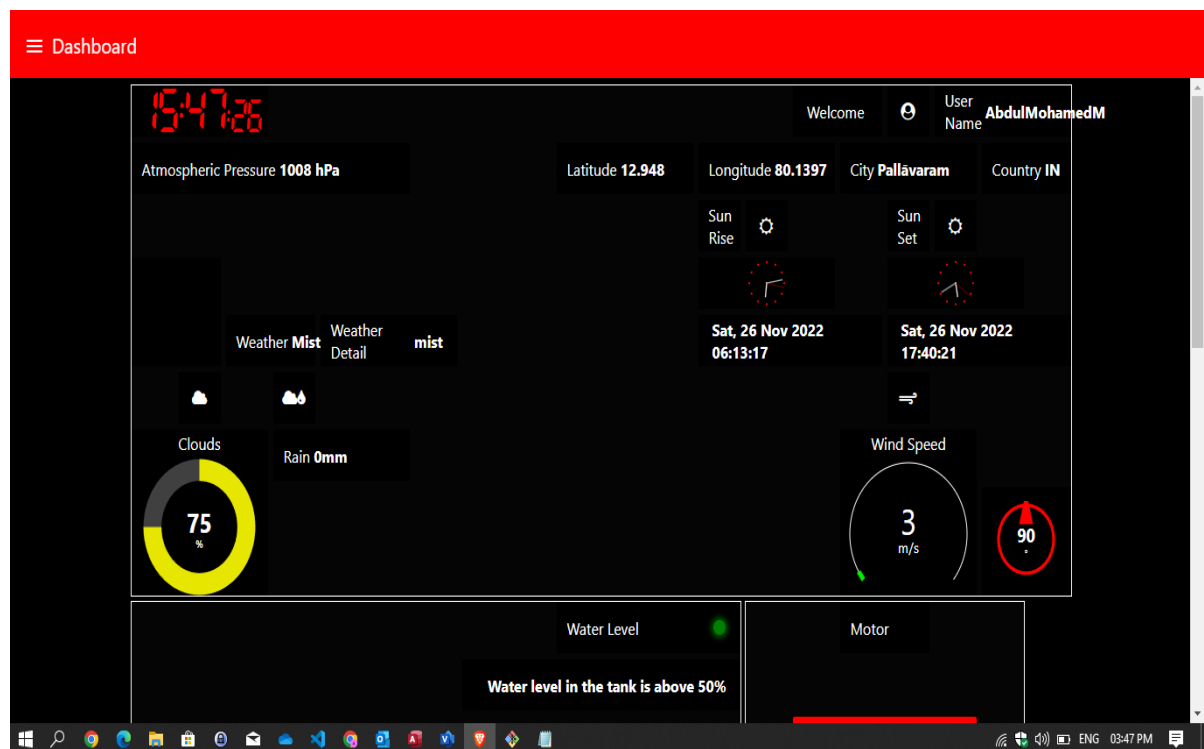 Dashboard
15:47:26
Welcome
User
Name AbdulMohamedM
Atmospheric Pressure 1008 hPa
Latitude 12.948
Longitude 80.1397
City Pallāvaram
Country IN
Sun
Rise
Sun
Set
Weather Mist
Weather
Detail mist
Sat, 26 Nov 2022
06:13:17
Sat, 26 Nov 2022
17:40:21
Clouds
75
%
Rain 0mm
Wind Speed
3
m/s
90
°
Water Level
Motor
Water level in the tank is above 50%
ENG 03:47 PM